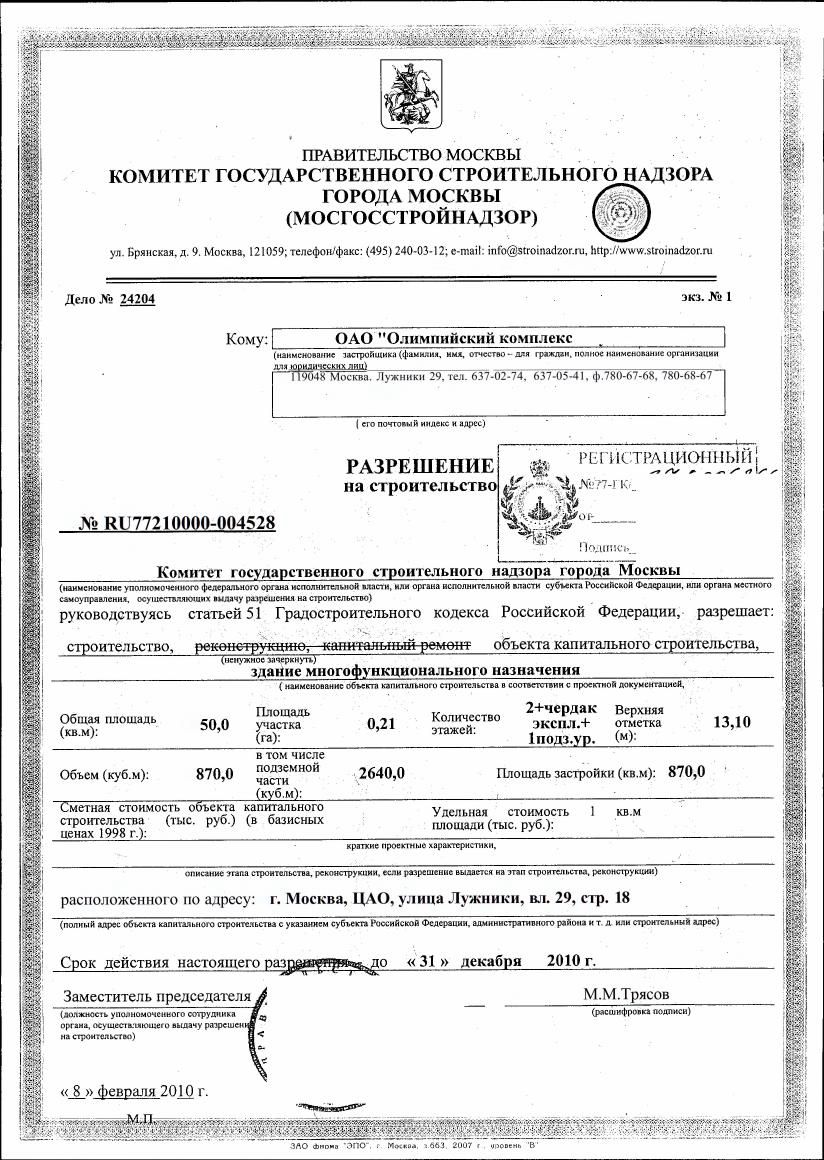 ПРАВИТЕЛЬСТВО МОСКВЫ
КОМИТЕТ ГОСУДАРСТВЕННОГО СТРОИТЕЛЬНОГО НАДЗОРА
ГОРОДА МОСКВЫ
(МОСГОССТРОЙНАДЗОР)
ул. Брянская, д. 9. Москва, 121059; телефон/факс: (495) 240-03-12; e-mail: info@stroinadzor.ru, http://www.stroinadzor.ru
Дело № 24204 экз. № 1
Кому: ОАО "Олимпийский комплекс
(наименование застройщика (фамилия, имя, отчество – для граждан, полное наименование организации
для юридических лиц)
119048 Москва. Лужники 29, тел. 637-02-74, 637-05-41, ф.780-67-68, 780-68-67
( его почтовый индекс и адрес)
РАЗРЕШЕНИЕ
на строительство
РЕГИСТРАЦИОННЫЙ
№77-ГК/
от
Подпись
№ RU77210000-004528
Комитет государственного строительного надзора города Москвы
(наименование уполномоченного федерального органа исполнительной власти, или органа исполнительной власти субъекта Российской Федерации, или органа местного
самоуправления, осуществляющих выдачу разрешения на строительство)
руководствуясь статьей 51 Градостроительного кодекса Российской Федерации, разрешает:
строительство, реконструкцию, капитальный ремонт объекта капитального строительства,
(ненужное зачеркнуть)
здание многофункционального назначения
( наименование объекта капитального строительства в соответствии с проектной документацией,
Общая площадь (кв.м): 50,0 Площадь участка (га): 0,21 Количество этажей: 2+чердак экспл.+ 1подз.ур. Верхняя отметка (м): 13,10
Объем (куб.м): 870,0 в том числе подземной части (куб.м): 2640,0 Площадь застройки (кв.м): 870,0
Сметная стоимость объекта капитального строительства (тыс. руб.) (в базисных ценах 1998 г.): Удельная стоимость 1 кв.м площади (тыс. руб.):
краткие проектные характеристики,
описание этапа строительства, реконструкции, если разрешение выдается на этап строительства, реконструкции)
расположенного по адресу: г. Москва, ЦАО, улица Лужники, вл. 29, стр. 18
(полный адрес объекта капитального строительства с указанием субъекта Российской Федерации, административного района и т. д. или строительный адрес)
Срок действия настоящего разрешения до « 31 » декабря 2010 г.
Заместитель председателя М.М.Трясов
(должность уполномоченного сотрудника (расшифровка подписи)
органа, осуществляющего выдачу разрешения
на строительство)
« 8 » февраля 2010 г.
М.П.
ЗАО фирма "ЭПО", г. Москва, з.663, 2007 г., уровень "В"